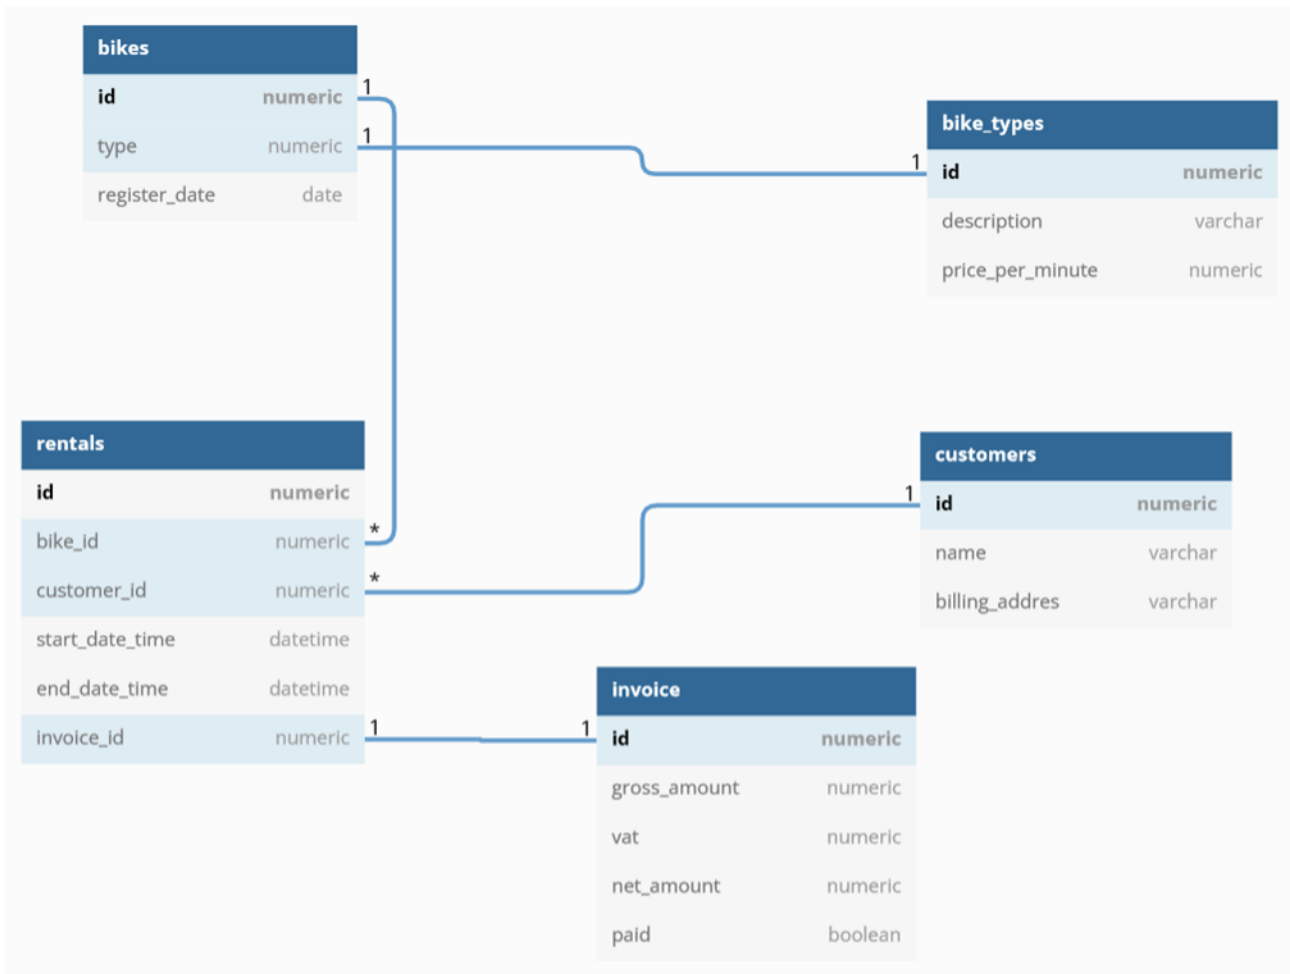 bikes
id numeric 1
type numeric 1
register_date date
bike_types
1 id numeric
description varchar
price_per_minute numeric
rentals
id numeric
bike_id numeric *
customer_id numeric *
start_date_time datetime
end_date_time datetime
invoice_id numeric 1
customers
1 id numeric
name varchar
billing_addres varchar
invoice
1 id numeric
gross_amount numeric
vat numeric
net_amount numeric
paid boolean